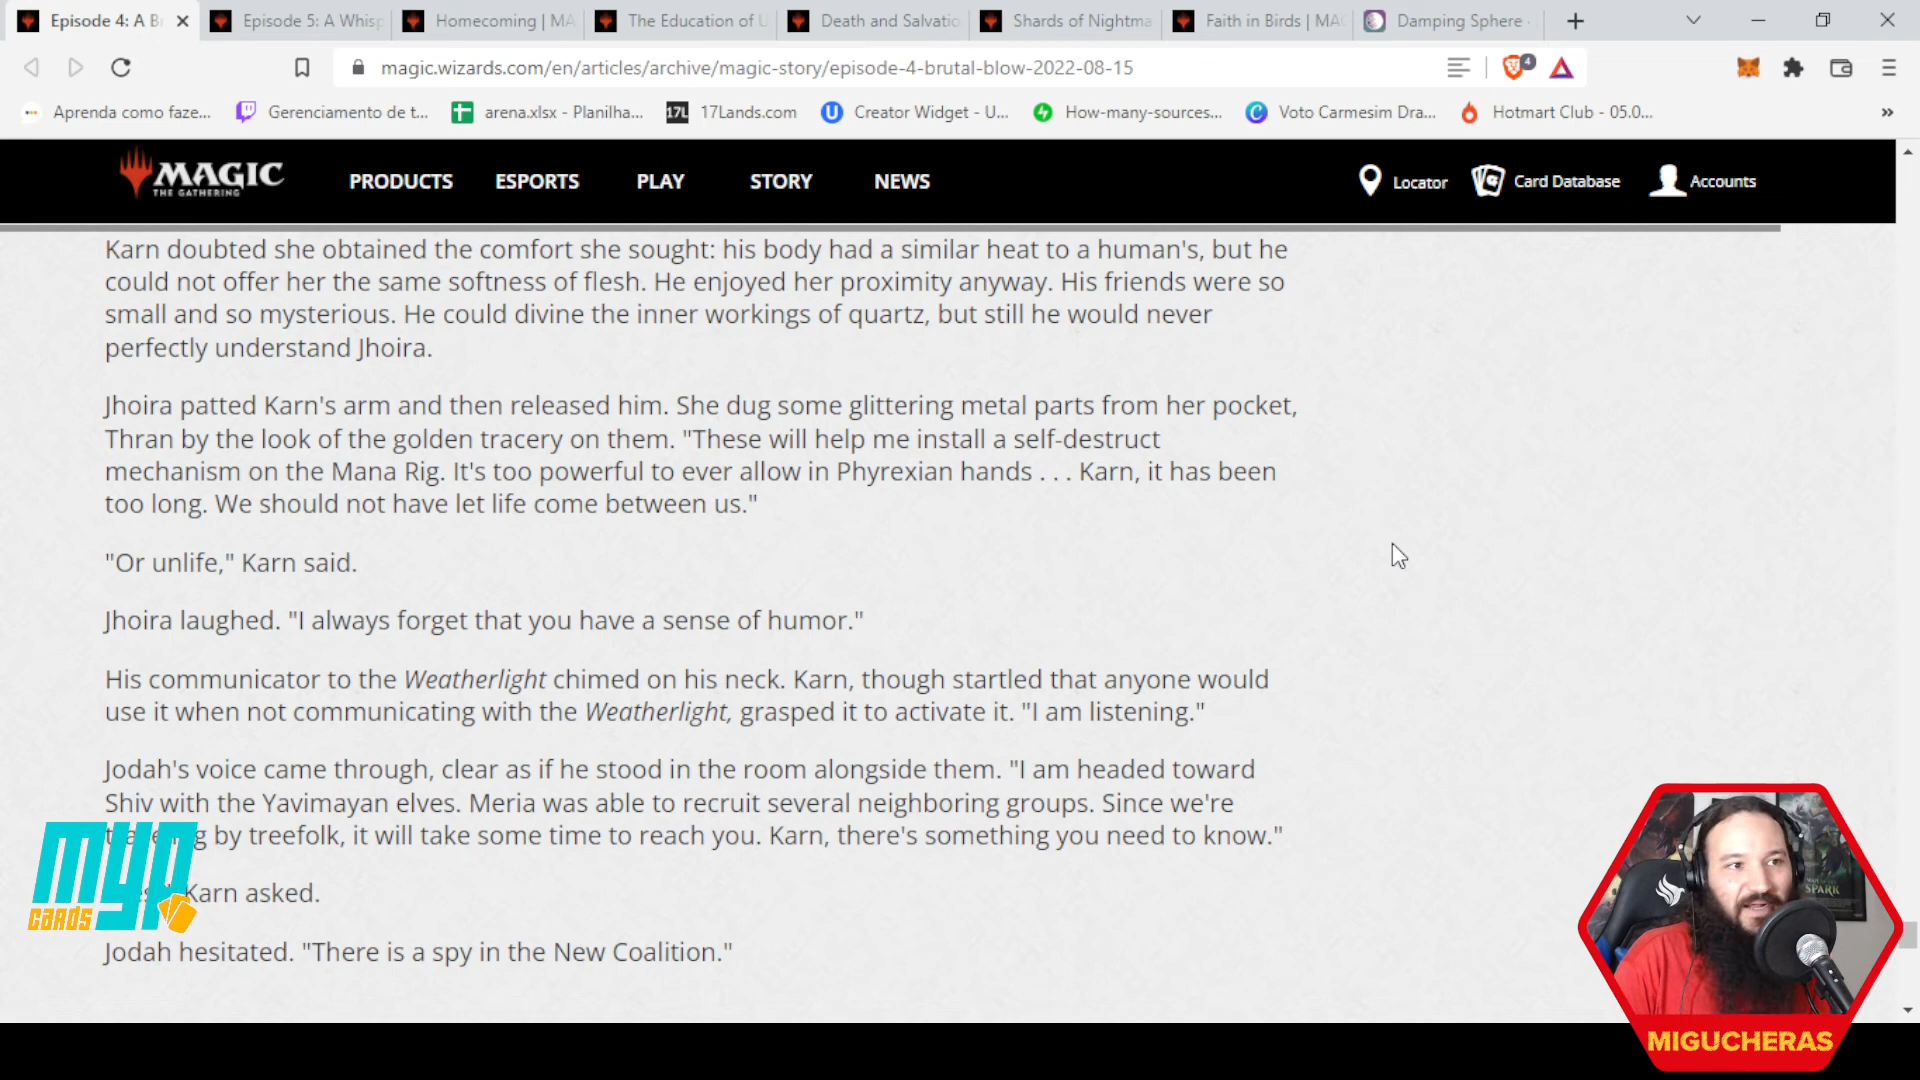 Episode 4: A B
Episode 5: A Whisp
Homecoming | MA
The Education of U
Death and Salvatio
Shards of Nightma
Faith in Birds | MAG
Damping Sphere -
magic.wizards.com/en/articles/archive/magic-story/episode-4-brutal-blow-2022-08-15
4
Aprenda como faze...
Gerenciamento de t...
arena.xlsx - Planilha...
17L 17Lands.com
Creator Widget - U...
How-many-sources...
Voto Carmesim Dra...
Hotmart Club - 05.0...
MAGIC
THE GATHERING
PRODUCTS ESPORTS PLAY STORY NEWS
Locator Card Database Accounts
Karn doubted she obtained the comfort she sought: his body had a similar heat to a human's, but he
could not offer her the same softness of flesh. He enjoyed her proximity anyway. His friends were so
small and so mysterious. He could divine the inner workings of quartz, but still he would never
perfectly understand Jhoira.
Jhoira patted Karn's arm and then released him. She dug some glittering metal parts from her pocket,
Thran by the look of the golden tracery on them. "These will help me install a self-destruct
mechanism on the Mana Rig. It's too powerful to ever allow in Phyrexian hands . . . Karn, it has been
too long. We should not have let life come between us."
"Or unlife," Karn said.
Jhoira laughed. "I always forget that you have a sense of humor."
His communicator to the Weatherlight chimed on his neck. Karn, though startled that anyone would
use it when not communicating with the Weatherlight, grasped it to activate it. "I am listening."
Jodah's voice came through, clear as if he stood in the room alongside them. "I am headed toward
Shiv with the Yavimayan elves. Meria was able to recruit several neighboring groups. Since we're
by treefolk, it will take some time to reach you. Karn, there's something you need to know."
Karn asked.
Jodah hesitated. "There is a spy in the New Coalition."
myp
cards
SPARK
MIGUCHERAS